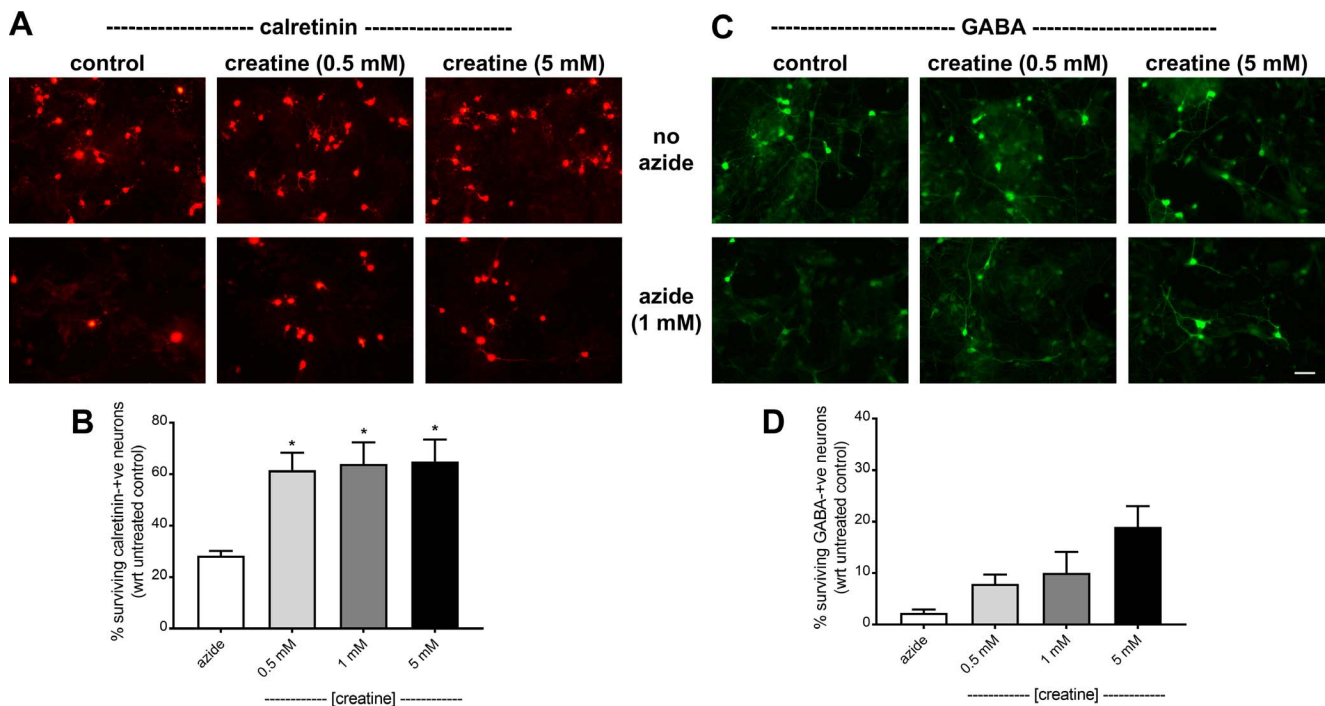 A
------------------ calretinin ------------------
control
creatine (0.5 mM)
creatine (5 mM)
no
azide
azide
(1 mM)
C
-------------------- GABA --------------------
control
creatine (0.5 mM)
creatine (5 mM)
B
% surviving calretinin-+ve neurons
(wrt untreated control)
80
60
40
20
0
*
*
*
azide
0.5 mM
1 mM
5 mM
------------ [creatine] ------------
D
% surviving GABA-+ve neurons
(wrt untreated control)
40
30
20
10
0
azide
0.5 mM
1 mM
5 mM
------------ [creatine] ------------